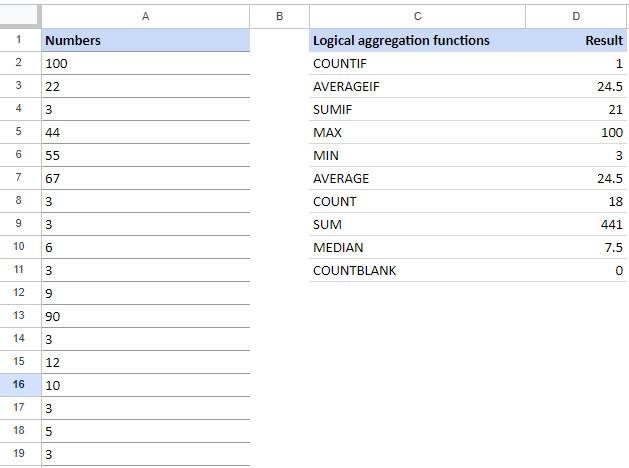 A B C D
1 Numbers Logical aggregation functions Result
2 100 COUNTIF 1
3 22 AVERAGEIF 24.5
4 3 SUMIF 21
5 44 MAX 100
6 55 MIN 3
7 67 AVERAGE 24.5
8 3 COUNT 18
9 3 SUM 441
10 6 MEDIAN 7.5
11 3 COUNTBLANK 0
12 9
13 90
14 3
15 12
16 10
17 3
18 5
19 3